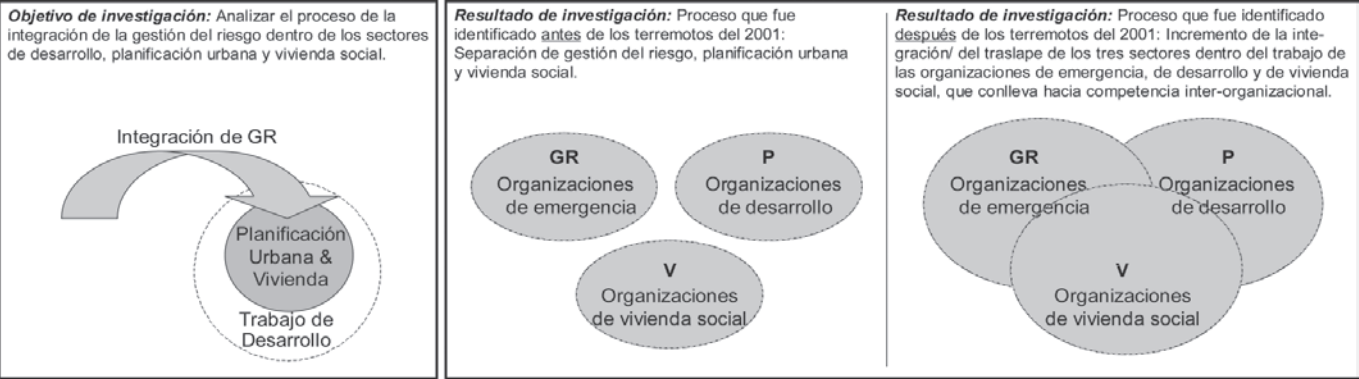 Objetivo de investigación: Analizar el proceso de la
integración de la gestión del riesgo dentro de los sectores
de desarrollo, planificación urbana y vivienda social.
Integración de GR
Planificación
Urbana &
Vivienda
Trabajo de
Desarrollo
Resultado de investigación: Proceso que fue
identificado antes de los terremotos del 2001:
Separación de gestión del riesgo, planificación urbana
y vivienda social.
GR
Organizaciones
de emergencia
P
Organizaciones
de desarrollo
V
Organizaciones
de vivienda social
Resultado de investigación: Proceso que fue identificado
después de los terremotos del 2001: Incremento de la inte-
gración/ del traslape de los tres sectores dentro del trabajo de
las organizaciones de emergencia, de desarrollo y de vivienda
social, que conlleva hacia competencia inter-organizacional.
GR
Organizaciones
de emergencia
P
Organizaciones
de desarrollo
V
Organizaciones
de vivienda social